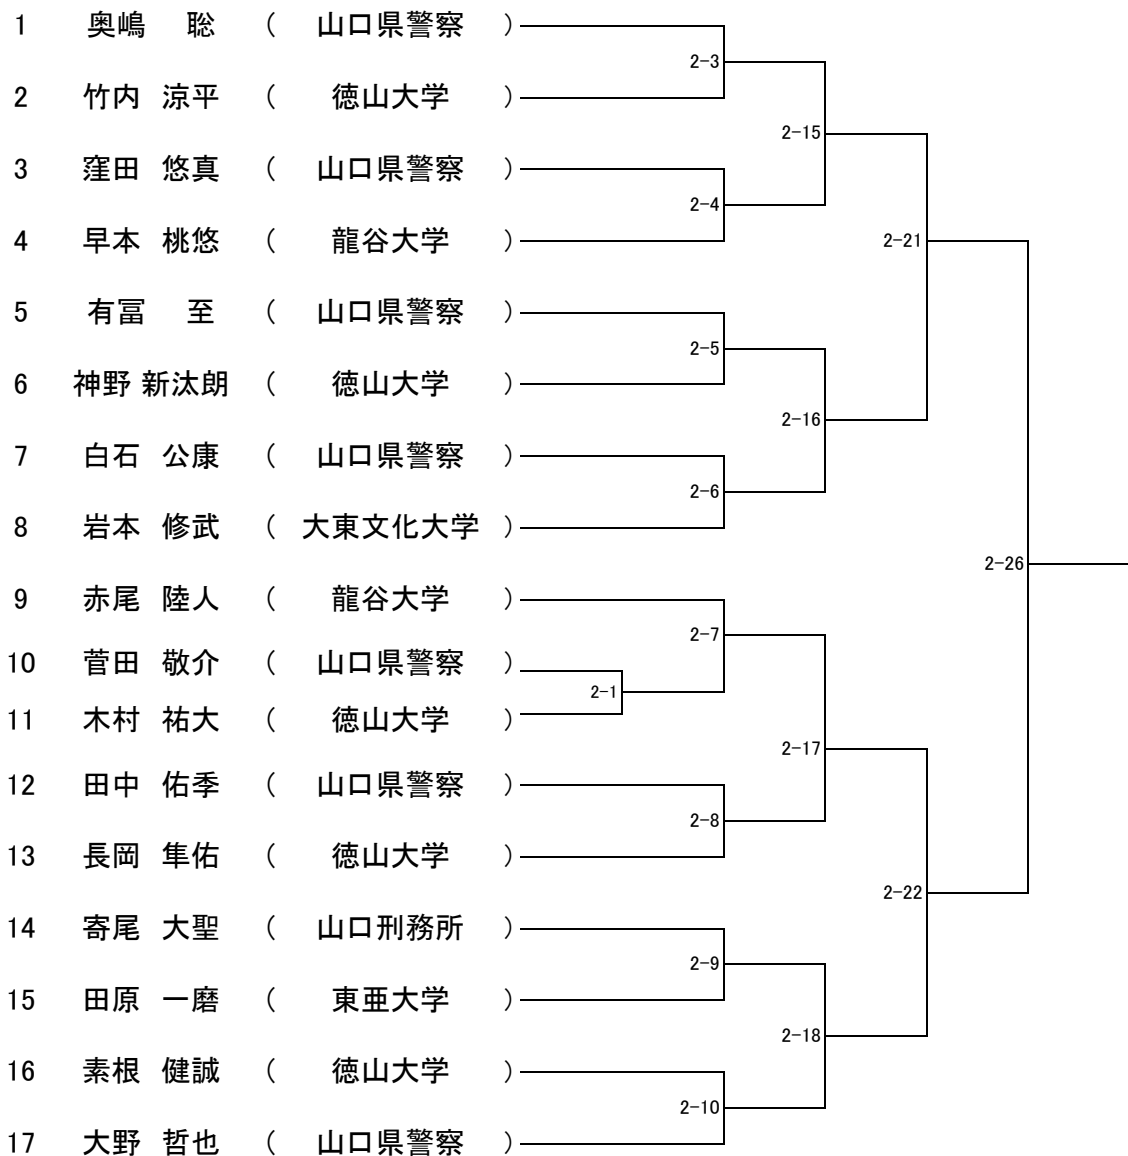 1 奥嶋 聡 ( 山口県警察 )
2-3
2 竹内 涼平 ( 徳山大学 )
2-15
3 窪田 悠真 ( 山口県警察 )
2-4
4 早本 桃悠 ( 龍谷大学 )
2-21
5 有冨 至 ( 山口県警察 )
2-5
6 神野 新汰朗 ( 徳山大学 )
2-16
7 白石 公康 ( 山口県警察 )
2-6
8 岩本 修武 ( 大東文化大学 )
2-26
9 赤尾 陸人 ( 龍谷大学 )
2-7
10 菅田 敬介 ( 山口県警察 )
2-1
11 木村 祐大 ( 徳山大学 )
2-17
12 田中 佑季 ( 山口県警察 )
2-8
13 長岡 隼佑 ( 徳山大学 )
2-22
14 寄尾 大聖 ( 山口刑務所 )
2-9
15 田原 一磨 ( 東亜大学 )
2-18
16 素根 健誠 ( 徳山大学 )
2-10
17 大野 哲也 ( 山口県警察 )